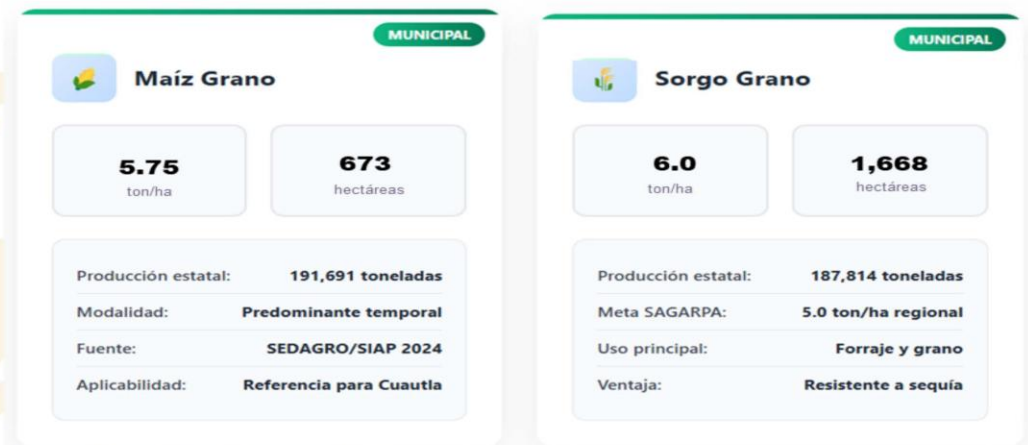 MUNICIPAL
Maíz Grano
5.75
ton/ha
673
hectáreas
Producción estatal: 191,691 toneladas
Modalidad: Predominante temporal
Fuente: SEDAGRO/SIAP 2024
Aplicabilidad: Referencia para Cuautla
MUNICIPAL
Sorgo Grano
6.0
ton/ha
1,668
hectáreas
Producción estatal: 187,814 toneladas
Meta SAGARPA: 5.0 ton/ha regional
Uso principal: Forraje y grano
Ventaja: Resistente a sequía